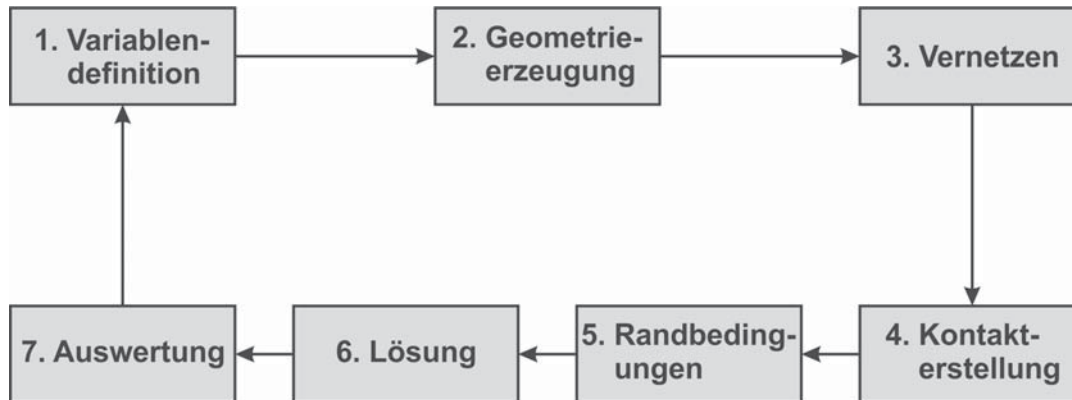 1. Variablen-
definition
2. Geometrie-
erzeugung
3. Vernetzen
4. Kontakt-
erstellung
5. Randbeding-
ungen
6. Lösung
7. Auswertung